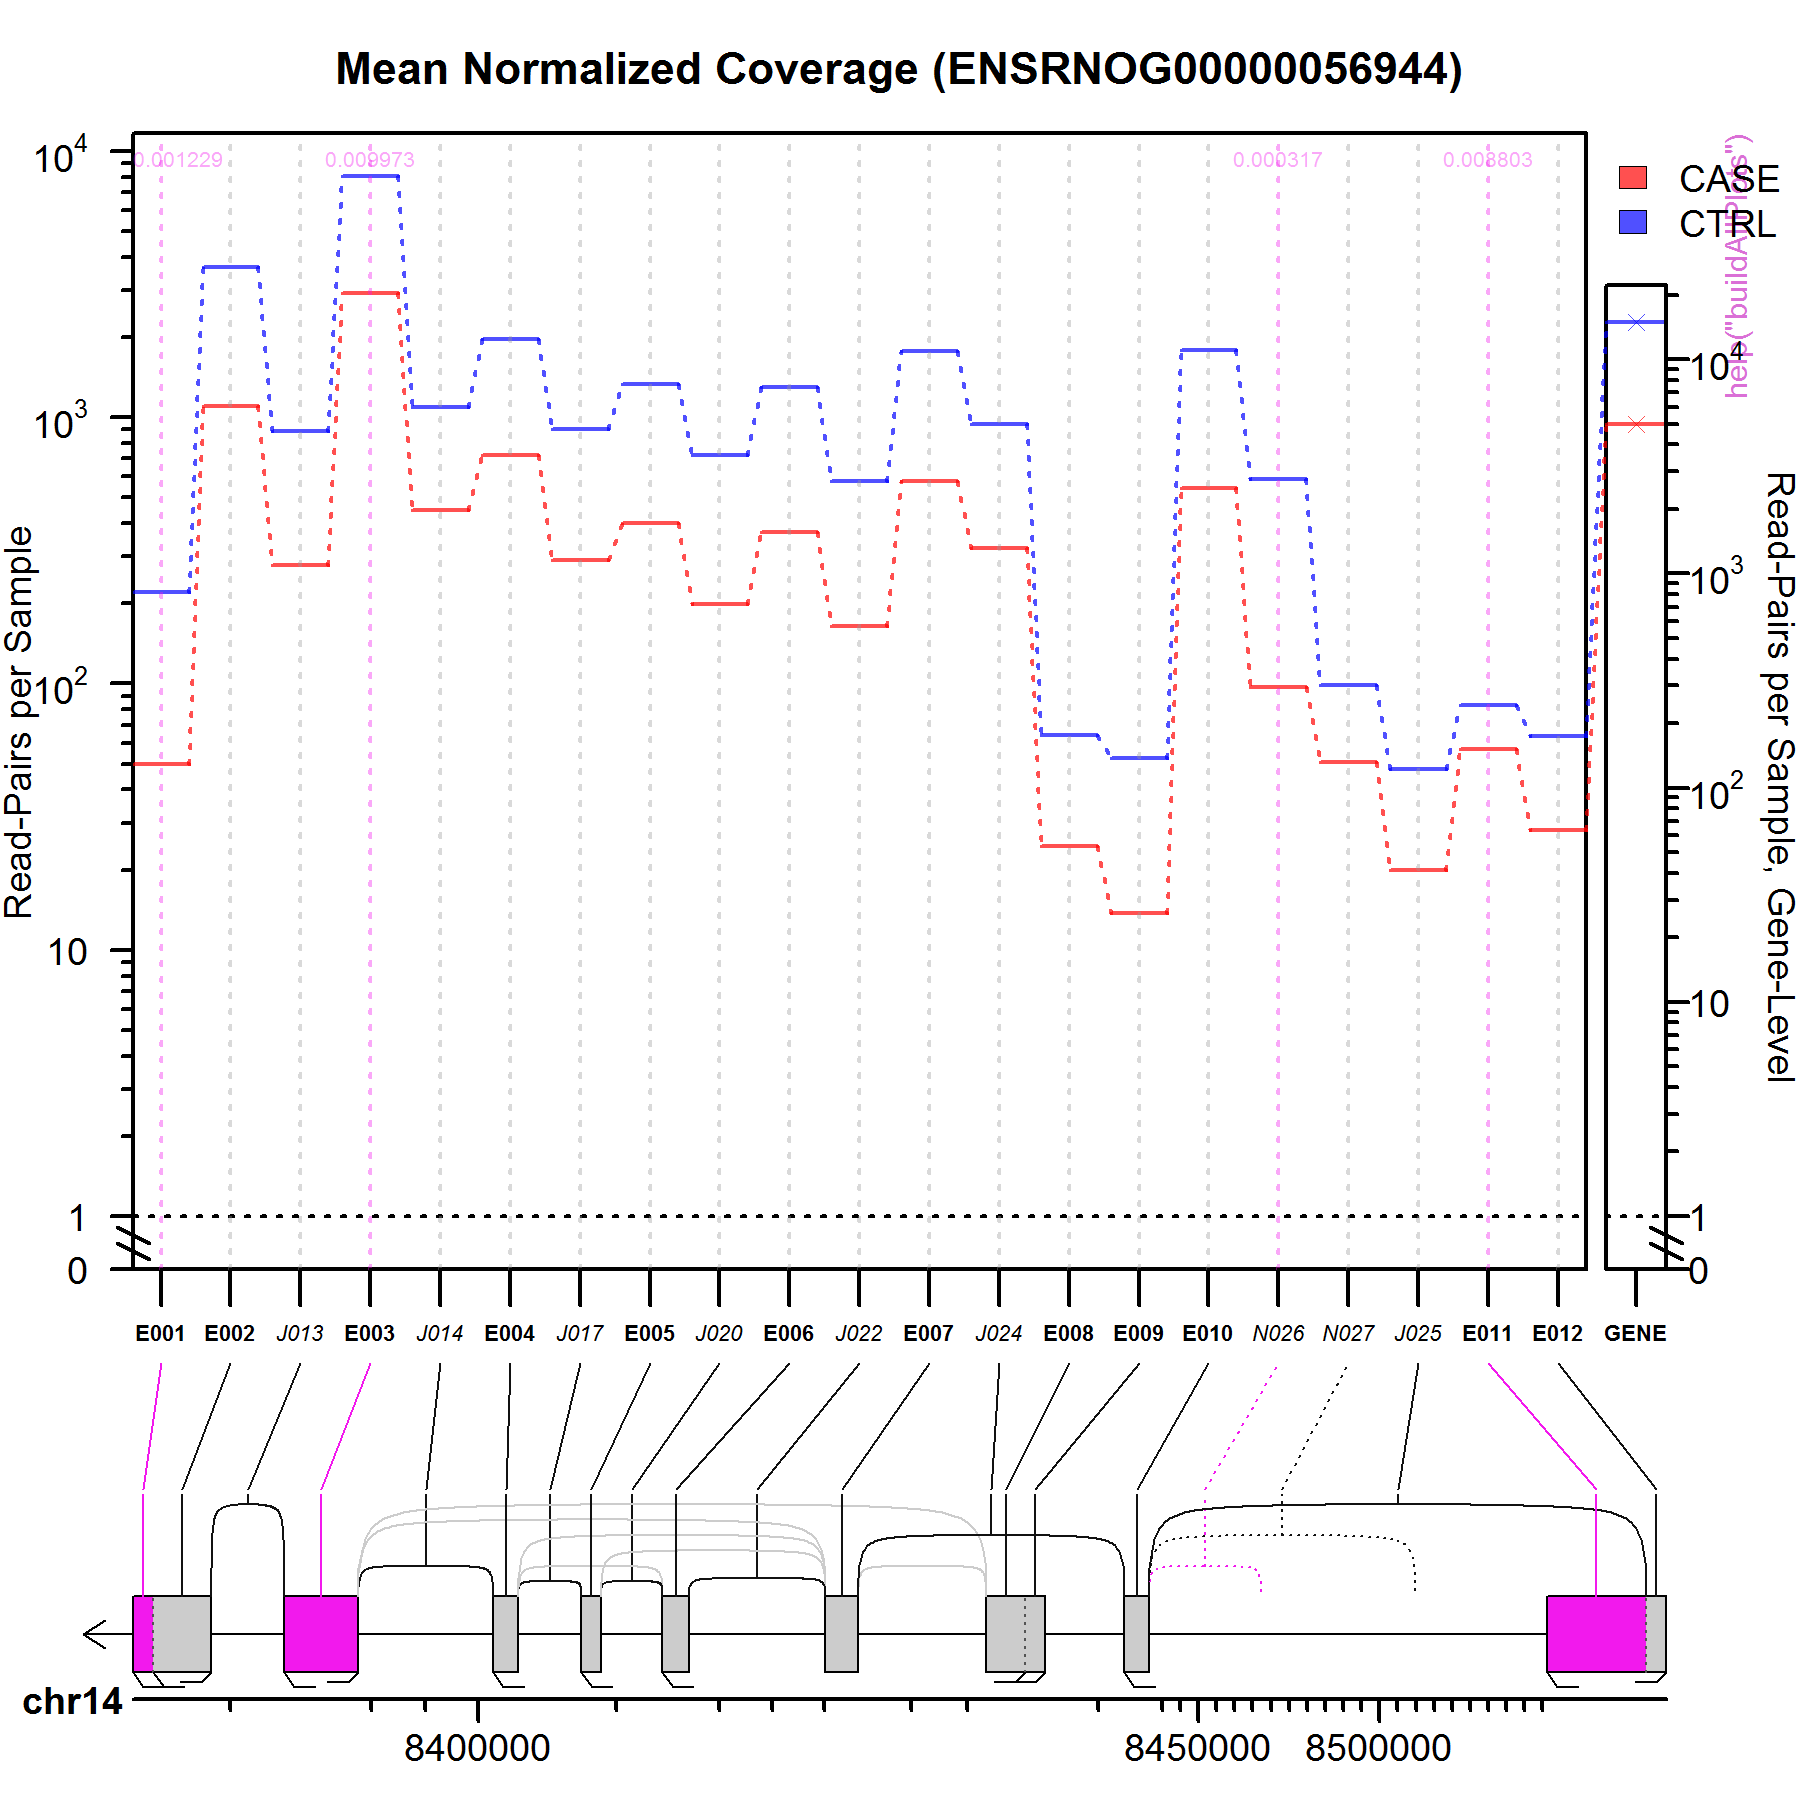 Mean Normalized Coverage (ENSRNOG00000056944)
0.001229 0.009973 0.000317 0.008803
CASE
CTRL
help("buildAllPlots")
Read-Pairs per Sample
10^4
10^3
10^2
10
1
0
Read-Pairs per Sample, Gene-Level
10^4
10^3
10^2
10
1
0
E001 E002 J013 E003 J014 E004 J017 E005 J020 E006 J022 E007 J024 E008 E009 E010 N026 N027 J025 E011 E012 GENE
chr14
8400000 8450000 8500000